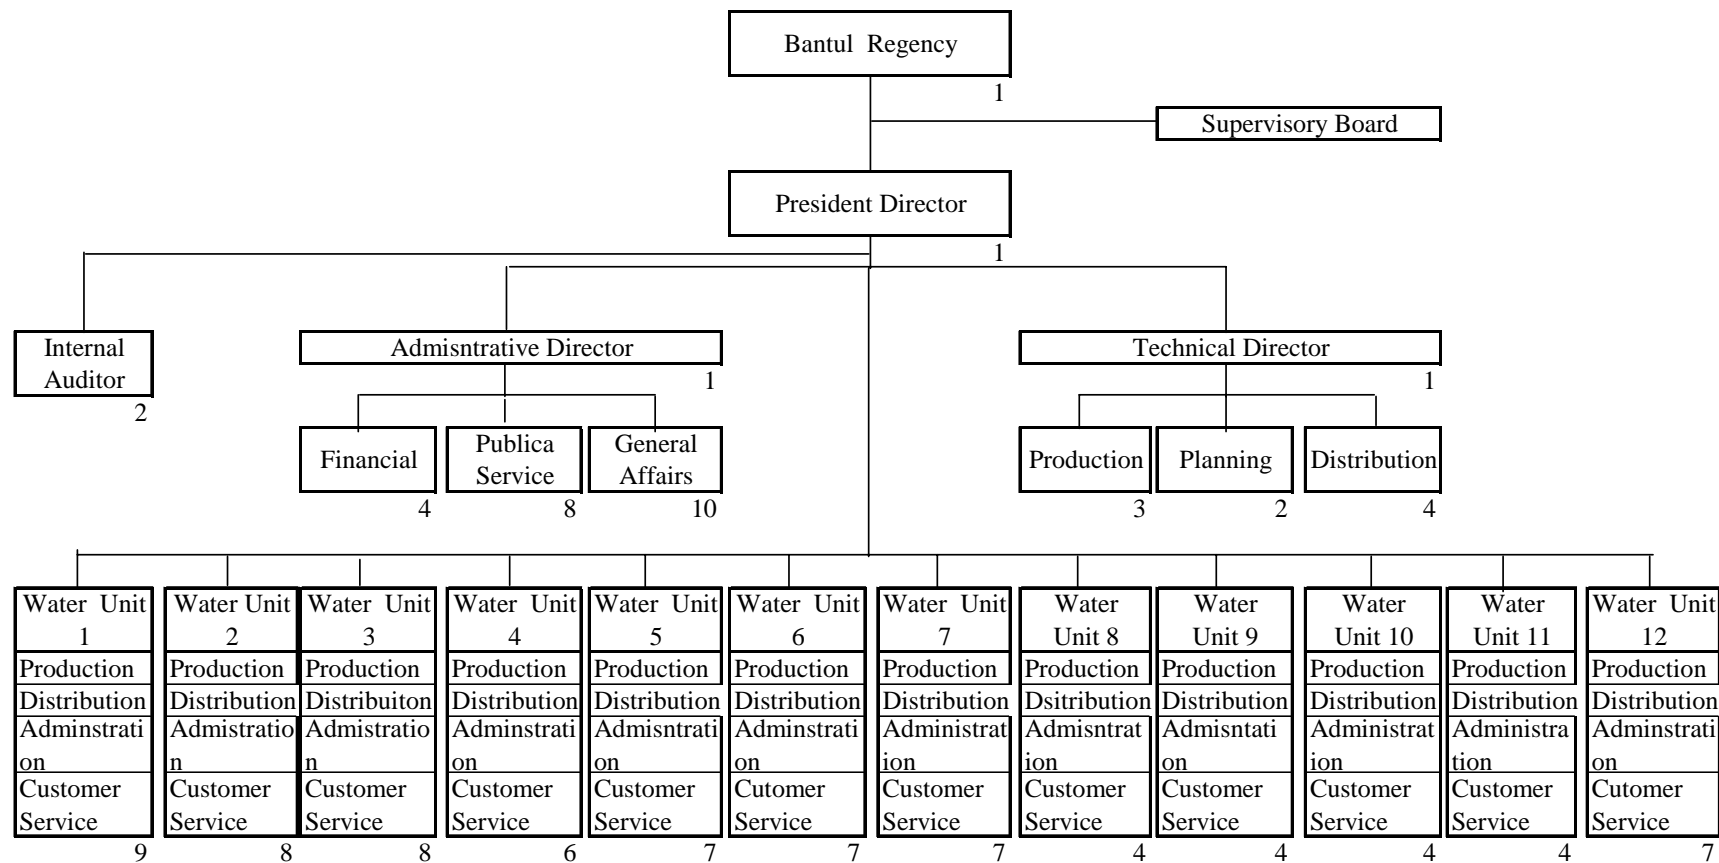 Bantul Regency
1
Supervisory Board
President Director
1
Internal
Auditor
2
Admisntrative Director
1
Technical Director
1
Financial
4
Publica
Service
8
General
Affairs
10
Production
3
Planning
2
Distribution
4
Water Unit
1
Production
Distribution
Adminstrati
on
Customer
Service
9
Water Unit
2
Production
Distribution
Admistratio
n
Customer
Service
8
Water Unit
3
Production
Distribuiton
Admistratio
n
Customer
Service
8
Water Unit
4
Production
Distribution
Adminstrati
on
Customer
Service
6
Water Unit
5
Production
Distribution
Admisntrati
on
Customer
Service
7
Water Unit
6
Production
Distribution
Adminstrati
on
Cutomer
Service
7
Water Unit
7
Production
Distribution
Administrat
ion
Customer
Service
7
Water
Unit 8
Production
Dsitribution
Admisntrat
ion
Customer
Service
4
Water
Unit 9
Production
Distribution
Admisntati
on
Customer
Service
4
Water
Unit 10
Production
Distribution
Administrat
ion
Customer
Service
4
Water
Unit 11
Production
Distribution
Administra
tion
Cutomer
Service
4
Water Unit
12
Production
Distribution
Adminstrati
on
Cutomer
Service
7